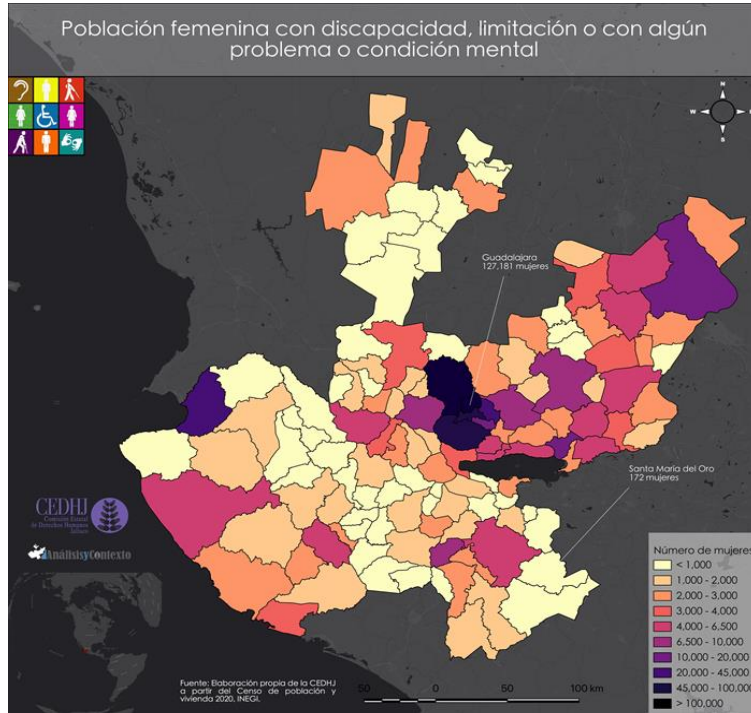 Población femenina con discapacidad, limitación o con algún
problema o condición mental
N
W
S
Guadalajara
127,181 mujeres
Santa María del Oro
172 mujeres
CEDHJ
Comisión Estatal
de Derechos Humanos
Jalisco
AnálisisyContexto
Número de mujeres
< 1,000
1,000 - 2,000
2,000 - 3,000
3,000 - 4,000
4,000 - 6,500
6,500 - 10,000
10,000 - 20,000
20,000 - 45,000
45,000 - 100,000
> 100,000
Fuente: Elaboración propia de la CEDHJ
a partir del Censo de población y
vivienda 2020, INEGI.
50 0 50 100 km